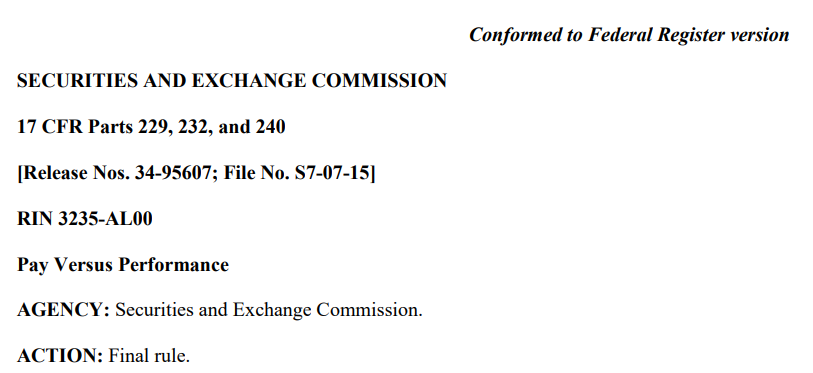 Conformed to Federal Register version
SECURITIES AND EXCHANGE COMMISSION
17 CFR Parts 229, 232, and 240
[Release Nos. 34-95607; File No. S7-07-15]
RIN 3235-AL00
Pay Versus Performance
AGENCY: Securities and Exchange Commission.
ACTION: Final rule.